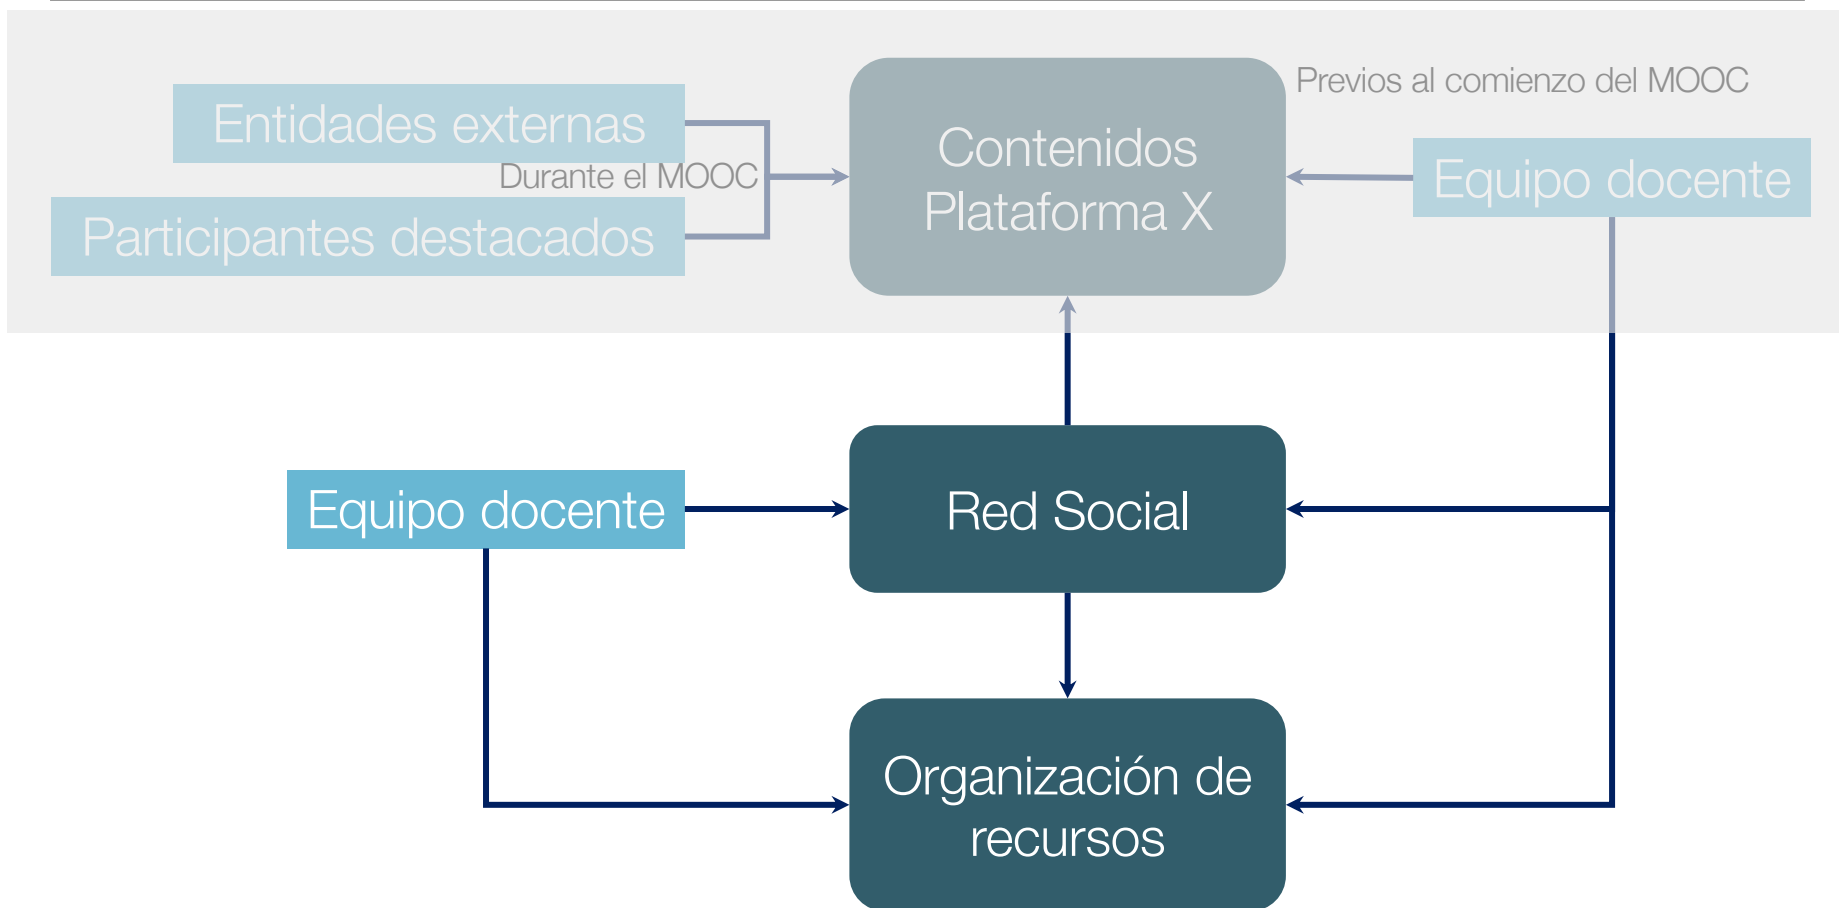 Previos al comienzo del MOOC
Entidades externas
Durante el MOOC
Participantes destacados
Contenidos
Plataforma X
Equipo docente
Equipo docente
Red Social
Organización de
recursos